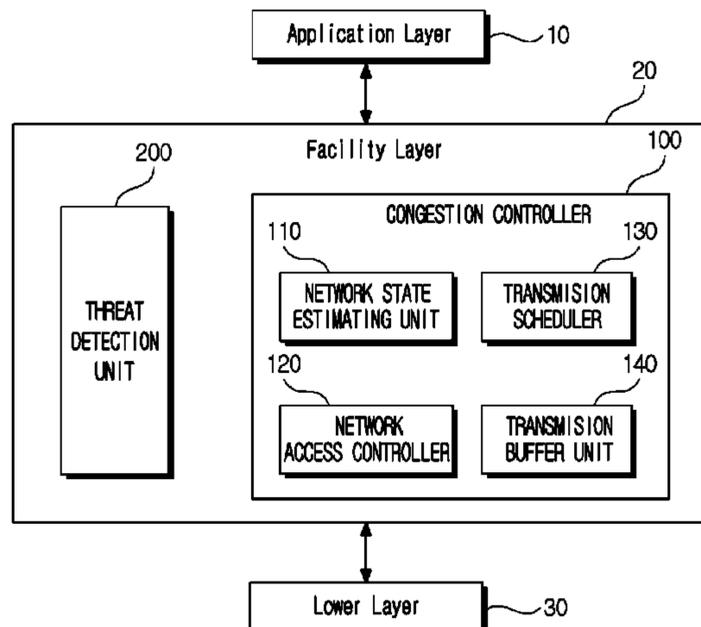 Application Layer
10
20
Facility Layer
200
100
CONGESTION CONTROLLER
110
130
NETWORK STATE
ESTIMATING UNIT
TRANSMISION
SCHEDULER
THREAT
DETECTION
UNIT
120
140
NETWORK
ACCESS CONTROLLER
TRANSMISION
BUFFER UNIT
Lower Layer
30